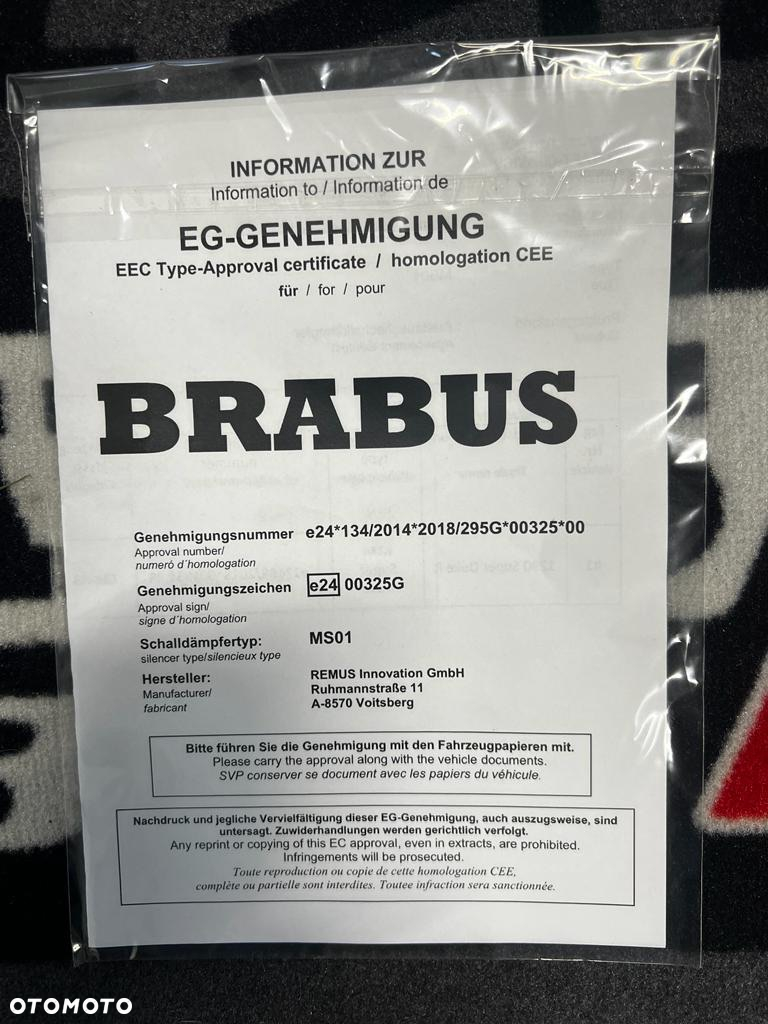 INFORMATION ZUR
Information to / Information de
EG-GENEHMIGUNG
EEC Type-Approval certificate / homologation CEE
für / for / pour
BRABUS
Genehmigungsnummer e24*134/2014*2018/295G*00325*00
Approval number/
numeró d´homologation
Genehmigungszeichen e24 00325G
Approval sign/
signe d´homologation
Schalldämpfertyp: MS01
silencer type/silencieux type
Hersteller: REMUS Innovation GmbH
Manufacturer/ Ruhmannstraße 11
fabricant A-8570 Voitsberg
Bitte führen Sie die Genehmigung mit den Fahrzeugpapieren mit.
Please carry the approval along with the vehicle documents.
SVP conserver se document avec les papiers du véhicule.
Nachdruck und jegliche Vervielfältigung dieser EG-Genehmigung, auch auszugsweise, sind
untersagt. Zuwiderhandlungen werden gerichtlich verfolgt.
Any reprint or copying of this EC approval, even in extracts, are prohibited.
Infringements will be prosecuted.
Toute reproduction ou copie de cette homologation CEE,
complète ou partielle sont interdites. Toutee infraction sera sanctionnée.
OTOMOTO